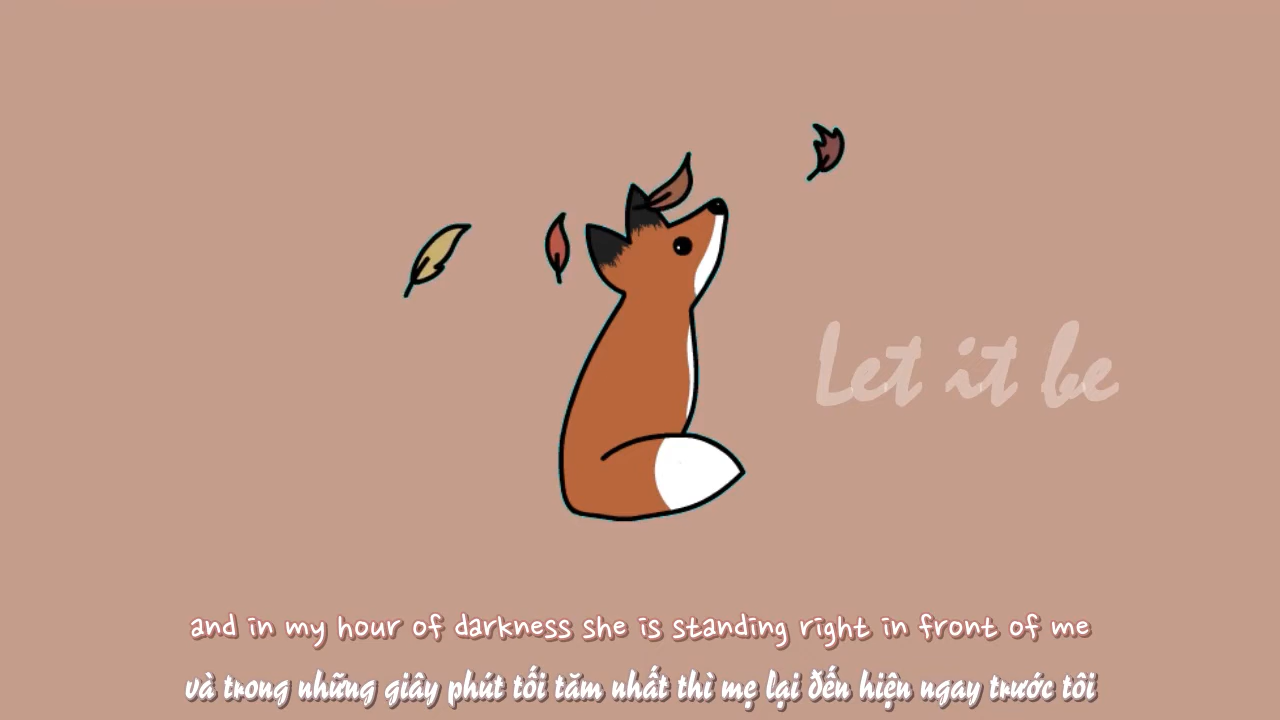 Let it be
and in my hour of darkness she is standing right in front of me
và trong những giây phút tối tăm nhất thì mẹ lại đến hiện ngay trước tôi